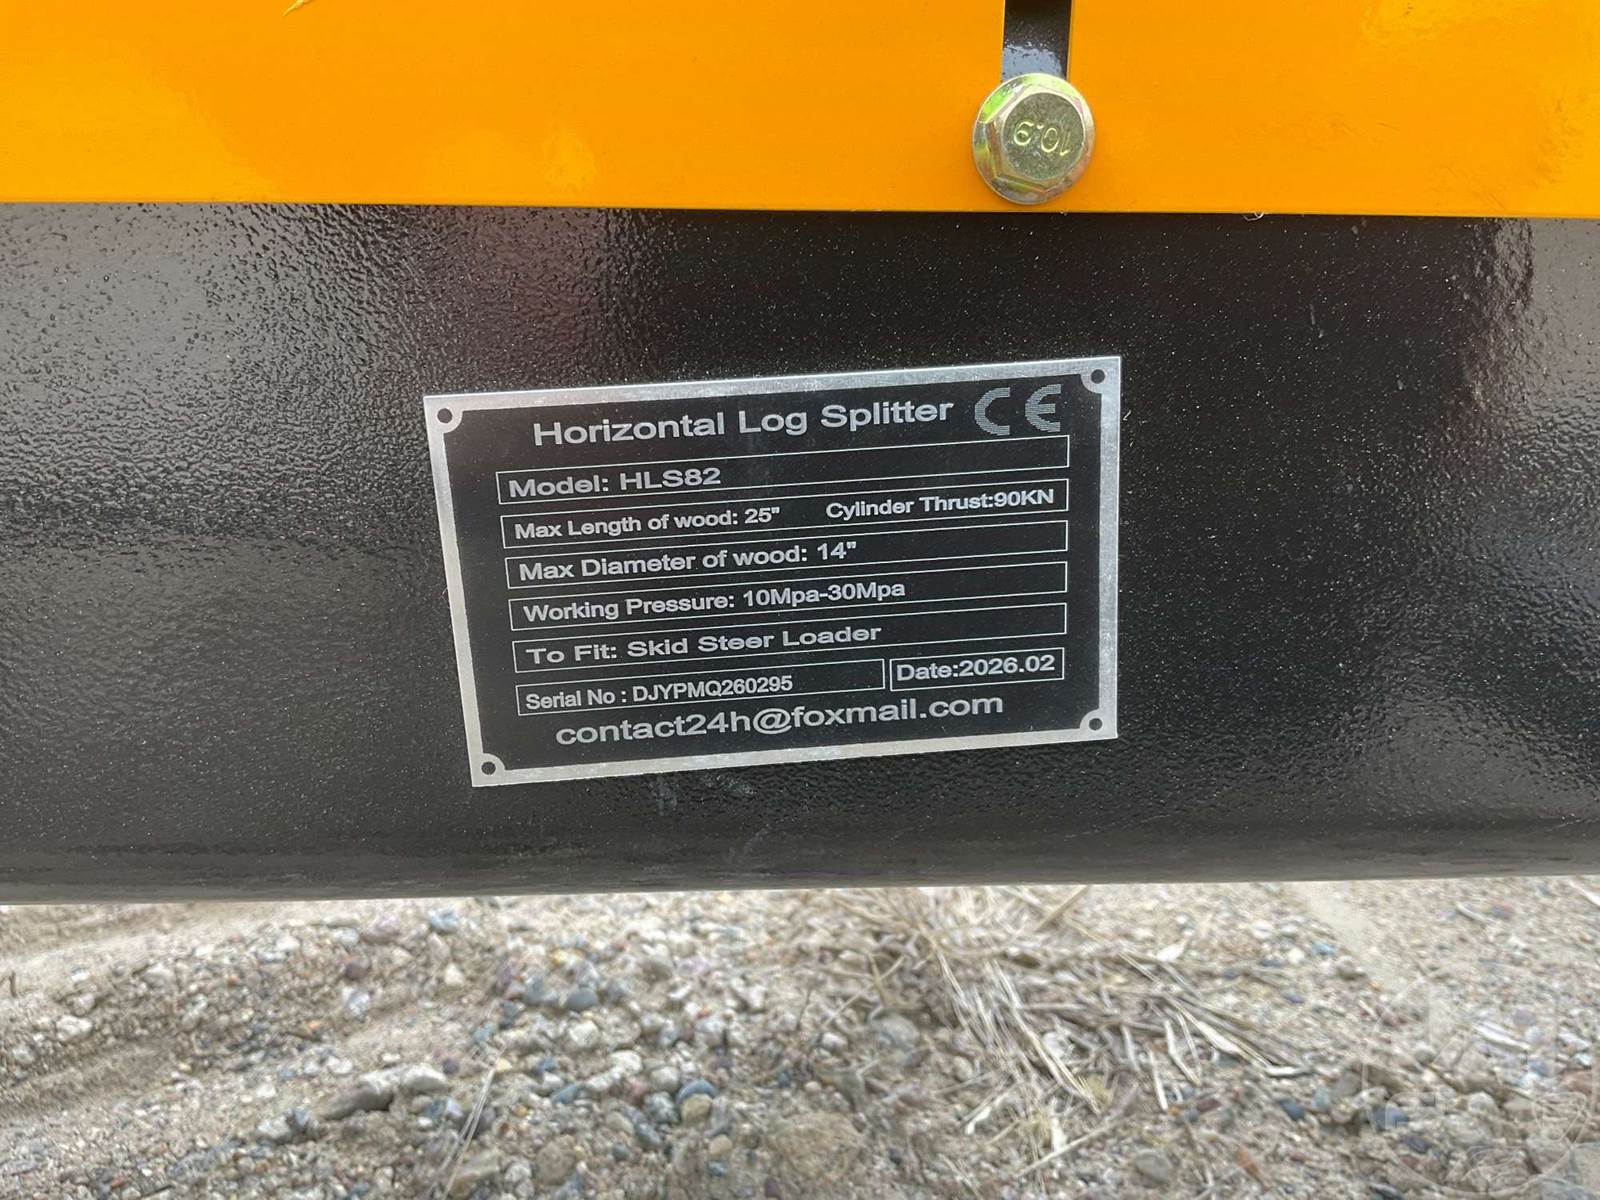 10.9
Horizontal Log Splitter CE
Model: HLS82
Max Length of wood: 25" Cylinder Thrust:90KN
Max Diameter of wood: 14"
Working Pressure: 10Mpa-30Mpa
To Fit: Skid Steer Loader
Serial No : DJYPMQ260295 Date:2026.02
contact24h@foxmail.com